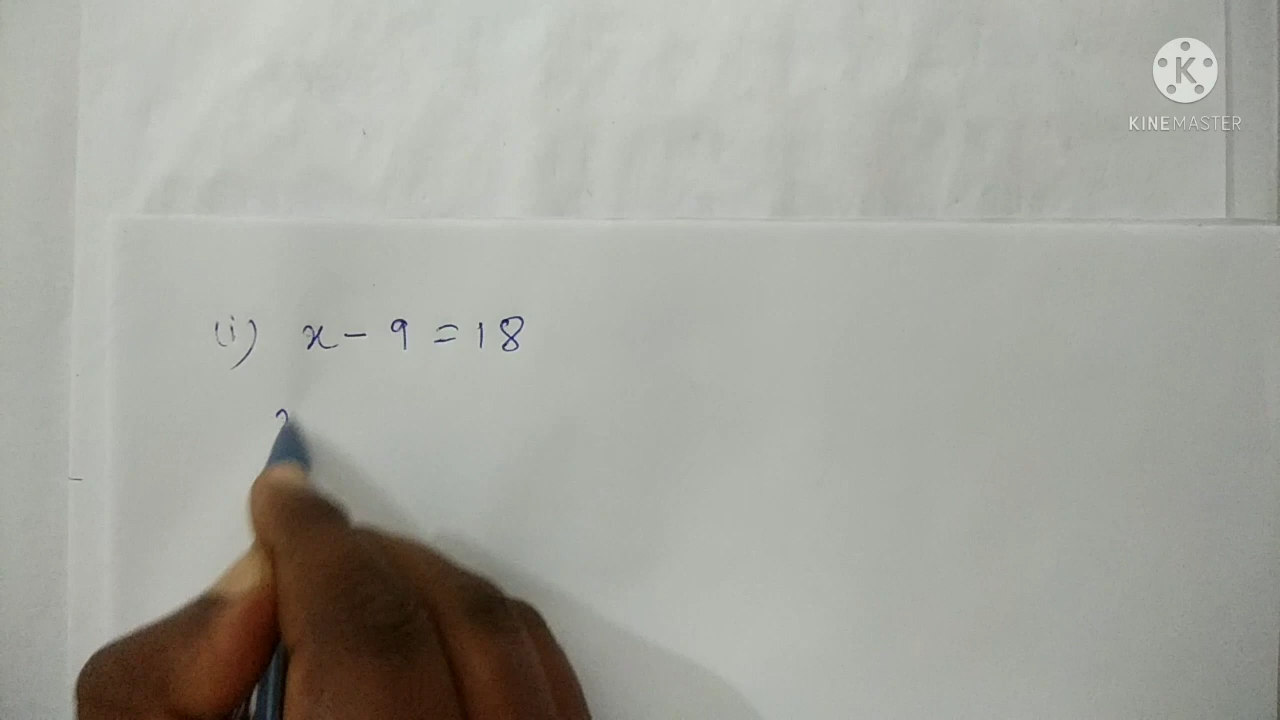 K
KINEMASTER
(i) x - 9 = 18